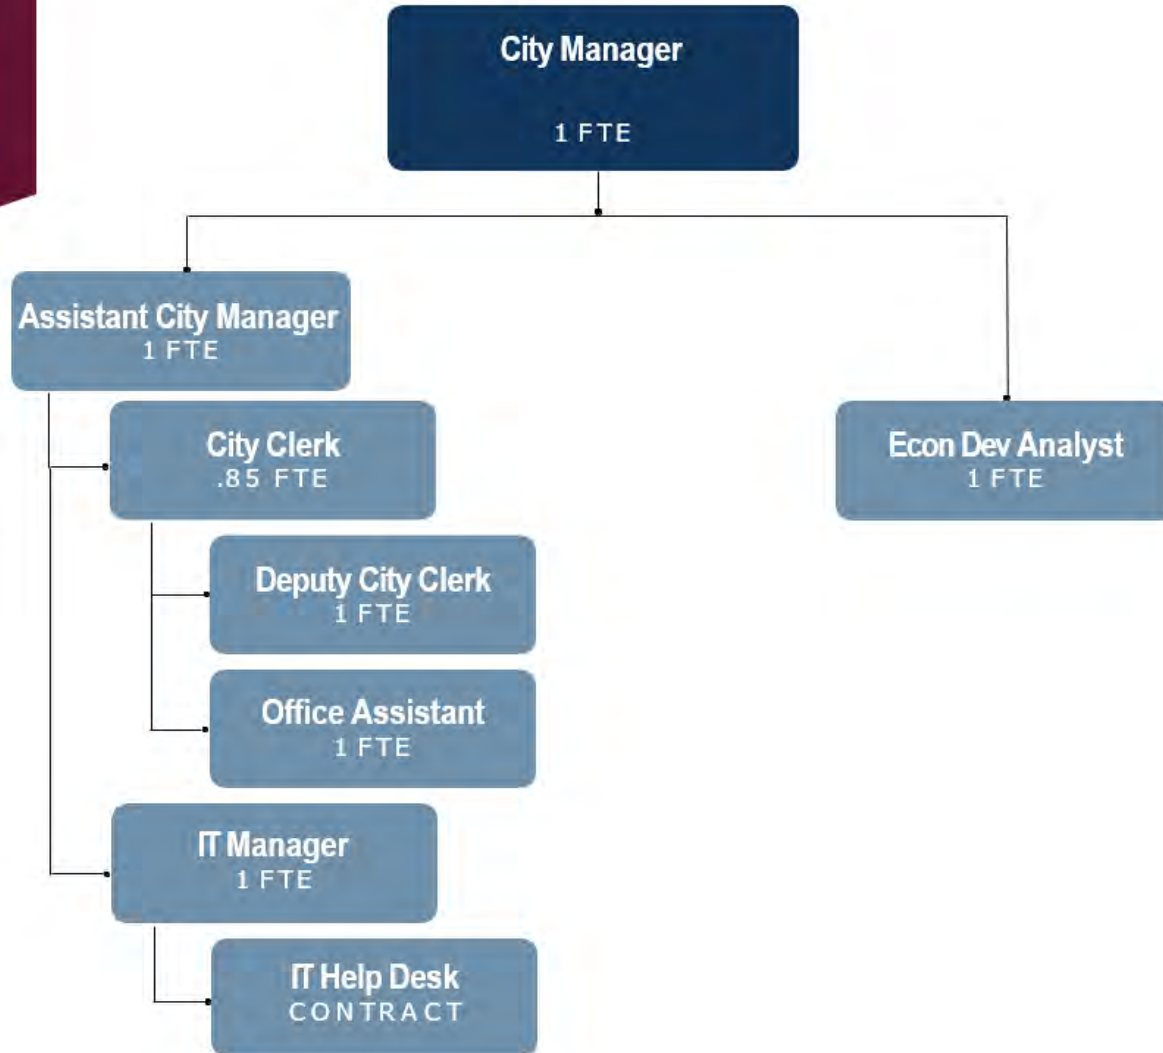 City Manager
1 FTE
Assistant City Manager
1 FTE
City Clerk
.85 FTE
Econ Dev Analyst
1 FTE
Deputy City Clerk
1 FTE
Office Assistant
1 FTE
IT Manager
1 FTE
IT Help Desk
CONTRACT